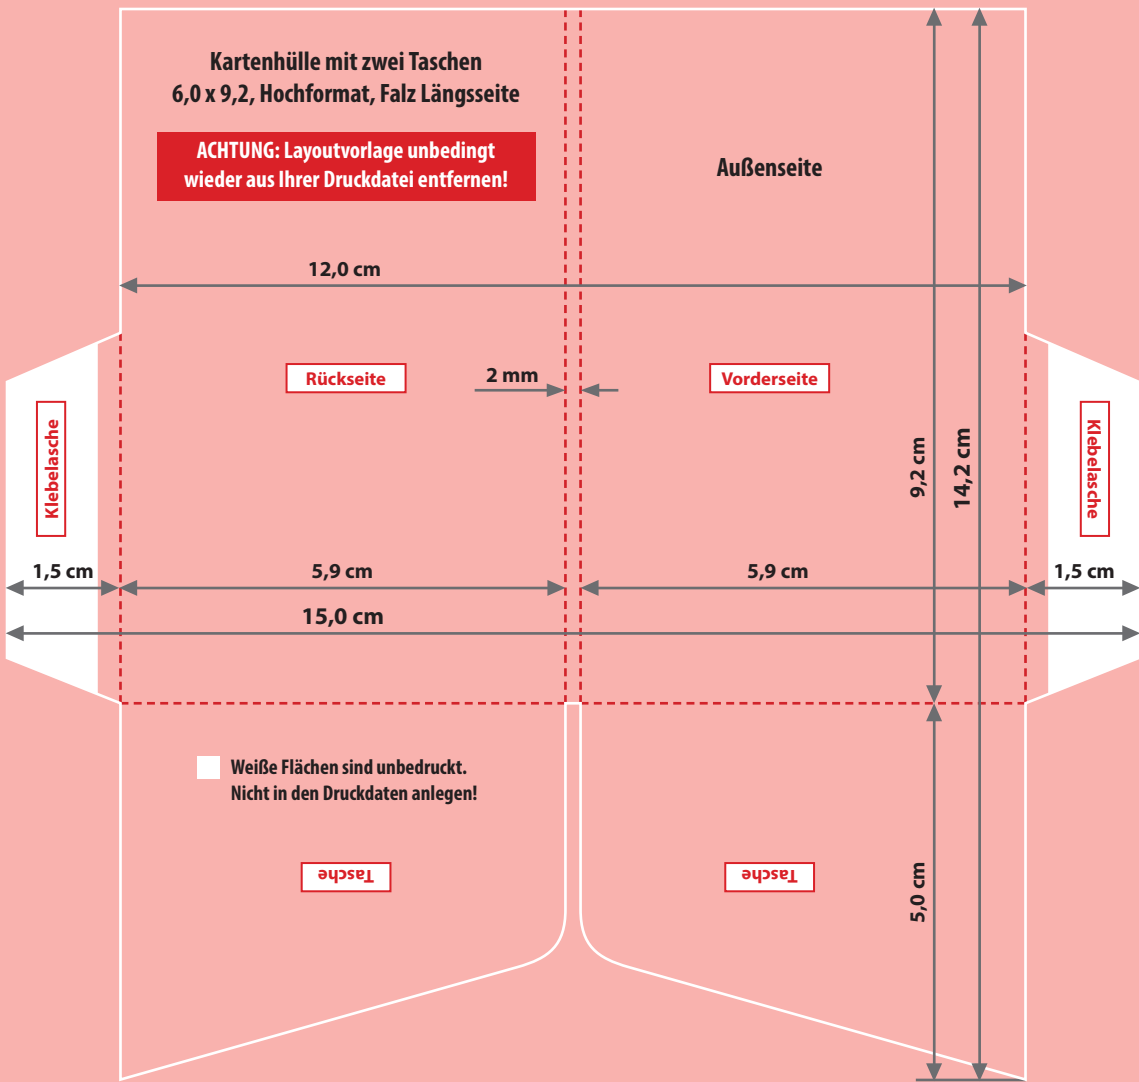 Kartenhülle mit zwei Taschen
6,0 x 9,2, Hochformat, Falz Längsseite
ACHTUNG: Layoutvorlage unbedingt
wieder aus Ihrer Druckdatei entfernen!
Außenseite
12,0 cm
Rückseite
2 mm
Vorderseite
Klebelasche
9,2 cm
14,2 cm
Klebelasche
1,5 cm
5,9 cm
5,9 cm
1,5 cm
15,0 cm
Weiße Flächen sind unbedruckt.
Nicht in den Druckdaten anlegen!
Tasche
Tasche
5,0 cm